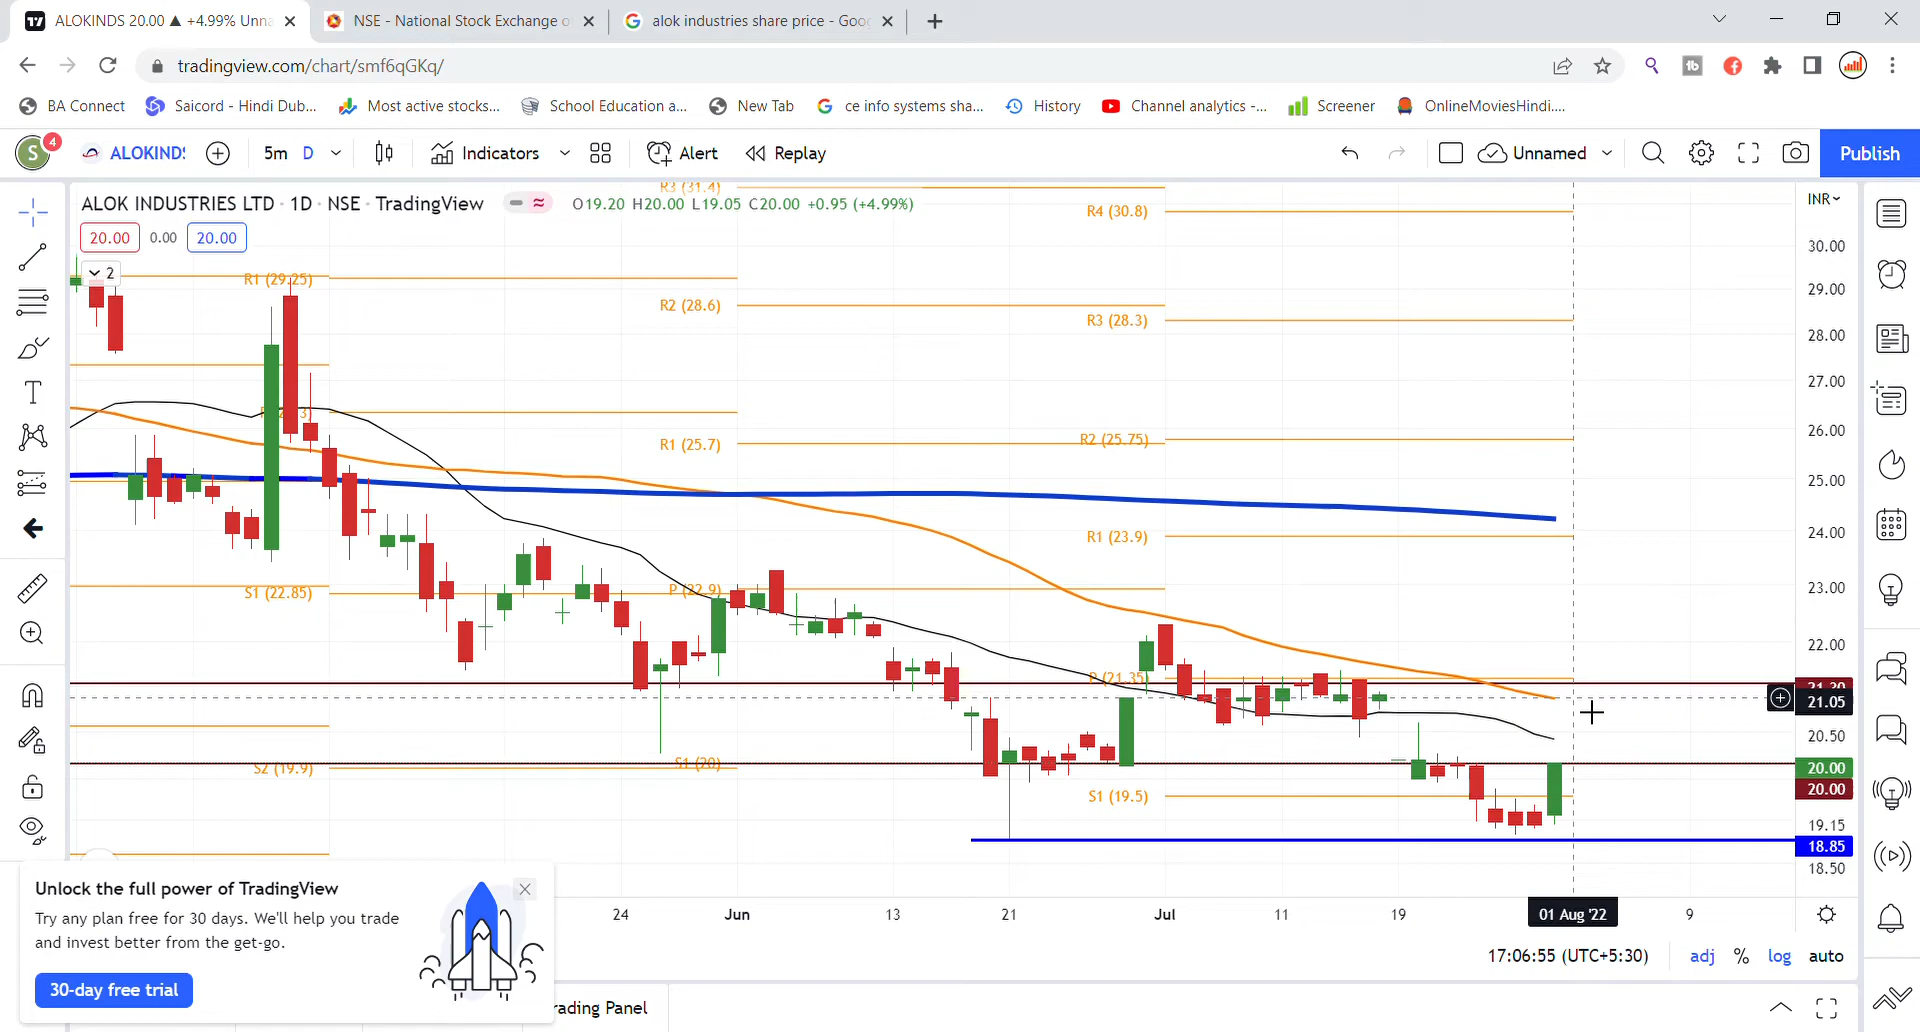 ALOKINDS 20.00 ▲ +4.99% Unna
NSE - National Stock Exchange o
alok industries share price - Goo
tradingview.com/chart/smf6qGKq/
BA Connect
Saicord - Hindi Dub...
Most active stocks...
School Education a...
New Tab
ce info systems sha...
History
Channel analytics -...
Screener
OnlineMoviesHindi....
S 4
ALOKINDS
5m D
Indicators
Alert
Replay
Unnamed
Publish
ALOK INDUSTRIES LTD · 1D · NSE · TradingView
O19.20 H20.00 L19.05 C20.00 +0.95 (+4.99%)
INR
20.00 0.00 20.00
2
R3 (31.4)
R4 (30.8)
R1 (29.25)
R2 (28.6)
R3 (28.3)
R1 (25.7)
R2 (25.75)
R1 (23.9)
S1 (22.85)
P (22.9)
P (21.35)
S2 (19.9)
S1 (20)
S1 (19.5)
30.00
29.00
28.00
27.00
26.00
25.00
24.00
23.00
22.00
21.05
20.50
20.00
20.00
19.15
18.85
18.50
24
Jun
13
21
Jul
11
19
01 Aug '22
9
Unlock the full power of TradingView
Try any plan free for 30 days. We'll help you trade
and invest better from the get-go.
30-day free trial
17:06:55 (UTC+5:30)
adj % log auto
rading Panel